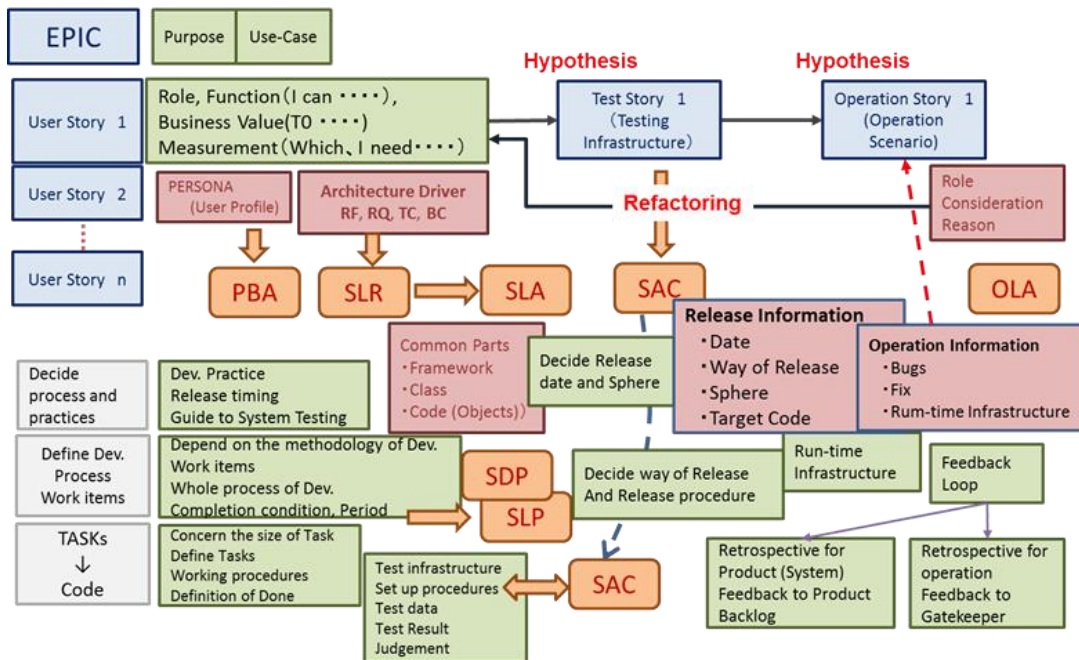 EPIC
Purpose
Use-Case
Hypothesis
Hypothesis
User Story 1
Role, Function(I can ････),
Business Value(T0 ････)
Measurement(Which、I need････)
Test Story 1
(Testing
Infrastructure)
Operation Story 1
(Operation
Scenario)
User Story 2
PERSONA
(User Profile)
Architecture Driver
RF, RQ, TC, BC
Refactoring
Role
Consideration
Reason
User Story n
PBA
SLR
SLA
SAC
OLA
Common Parts
・Framework
・Class
・Code (Objects))
Decide Release
date and Sphere
Release Information
・Date
・Way of Release
・Sphere
・Target Code
Operation Information
・Bugs
・Fix
・Rum-time Infrastructure
Decide
process and
practices
Dev. Practice
Release timing
Guide to System Testing
Define Dev.
Process
Work items
Depend on the methodology of Dev.
Work items
Whole process of Dev.
Completion condition, Period
SDP
SLP
Decide way of Release
And Release procedure
Run-time
Infrastructure
Feedback
Loop
TASKs
↓
Code
Concern the size of Task
Define Tasks
Working procedures
Definition of Done
Test infrastructure
Set up procedures
Test data
Test Result
Judgement
SAC
Retrospective for
Product (System)
Feedback to Product
Backlog
Retrospective for
operation
Feedback to
Gatekeeper